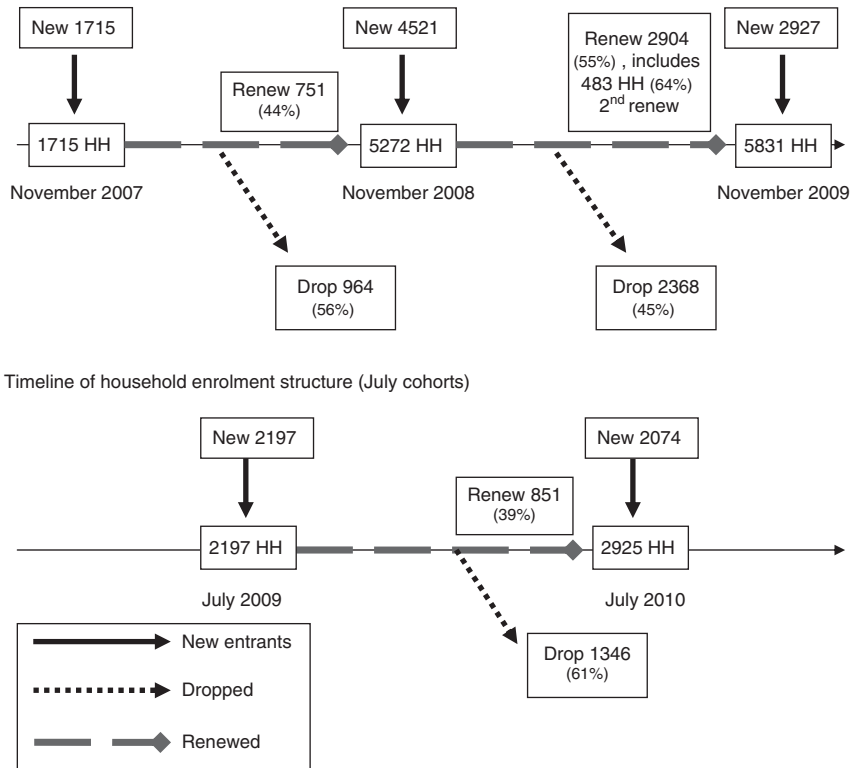 New 1715
New 4521
New 2927
Renew 751
(44%)
Renew 2904
(55%) , includes
483 HH (64%)
2nd renew
1715 HH
5272 HH
5831 HH
November 2007
November 2008
November 2009
Drop 964
(56%)
Drop 2368
(45%)
Timeline of household enrolment structure (July cohorts)
New 2197
New 2074
Renew 851
(39%)
2197 HH
2925 HH
July 2009
July 2010
Drop 1346
(61%)
New entrants
Dropped
Renewed